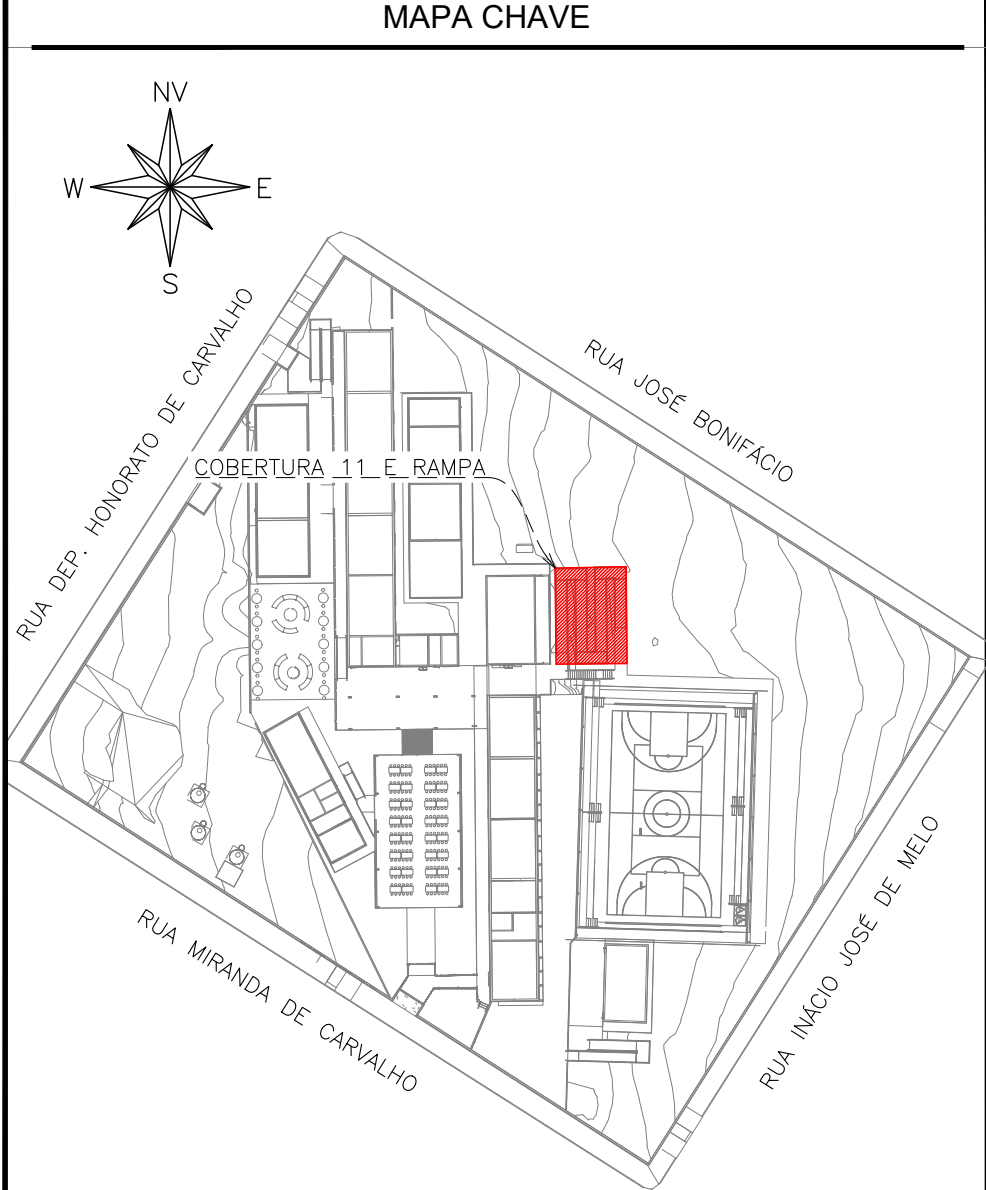 MAPA CHAVE
NV
W
E
S
RUA DEP. HONORATO DE CARVALHO
RUA JOSÉ BONIFÁCIO
COBERTURA 11 E RAMPA
RUA MIRANDA DE CARVALHO
RUA INÁCIO JOSÉ DE MELO